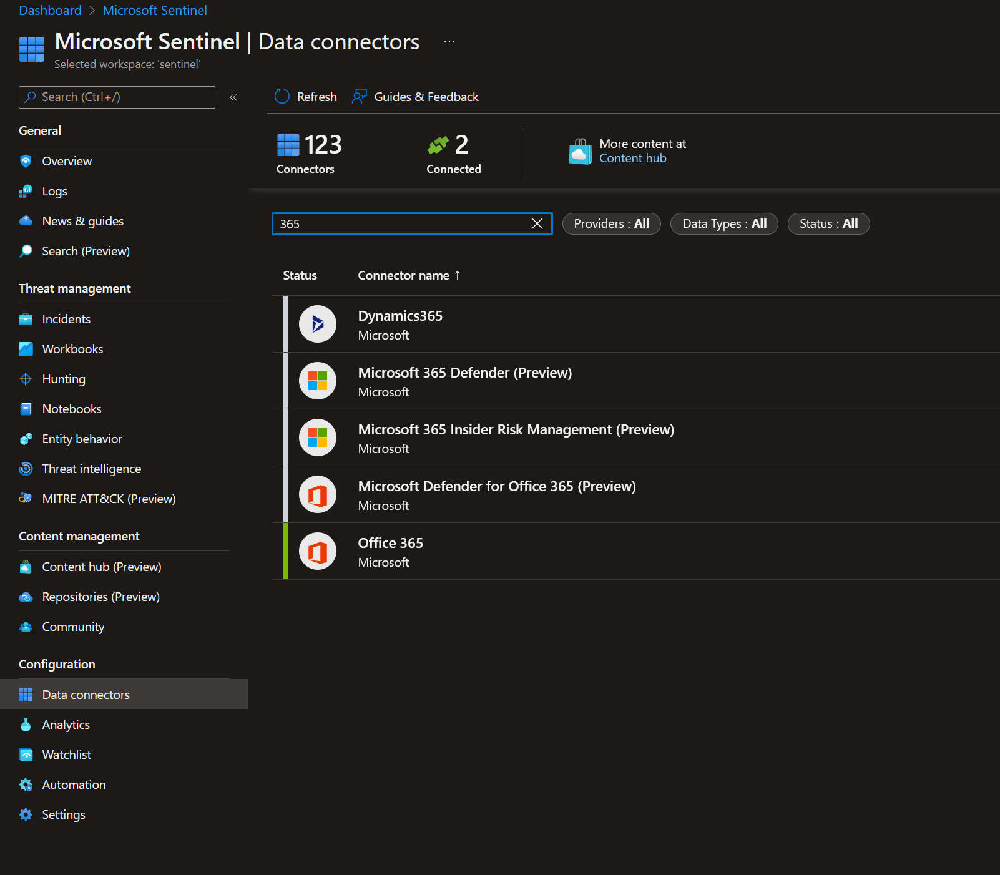 Dashboard > Microsoft Sentinel
Microsoft Sentinel | Data connectors ...
Selected workspace: 'sentinel'
Search (Ctrl+/)
«
General
Overview
Logs
News & guides
Search (Preview)
Threat management
Incidents
Workbooks
Hunting
Notebooks
Entity behavior
Threat intelligence
MITRE ATT&CK (Preview)
Content management
Content hub (Preview)
Repositories (Preview)
Community
Configuration
Data connectors
Analytics
Watchlist
Automation
Settings
Refresh
Guides & Feedback
123
Connectors
2
Connected
More content at
Content hub
365
Providers : All
Data Types : All
Status : All
Status
Connector name ↑
Dynamics365
Microsoft
Microsoft 365 Defender (Preview)
Microsoft
Microsoft 365 Insider Risk Management (Preview)
Microsoft
Microsoft Defender for Office 365 (Preview)
Microsoft
Office 365
Microsoft